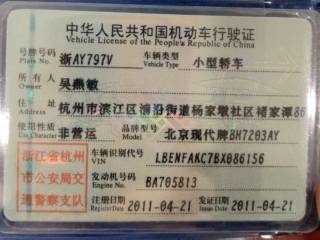 中华人民共和国机动车行驶证
Vehicle License of the People's Republic of China
号牌号码 浙AY797V 车辆类型 小型轿车
Plate No. Vehicle Type
所有人 吴燕敏
Owner
住址 杭州市滨江区浦沿街道杨家墩社区褚家潭86
Address
使用性质 非营运 品牌型号 北京现代牌BH7203AY
Use Character Model
浙江省杭州
市公安局交
通警察支队
车辆识别代号 LBENFAKC7BX086156
VIN
发动机号码 BA705813
Engine No.
注册日期 2011-04-21 发证日期 2011-04-21
Register Date Issue Date